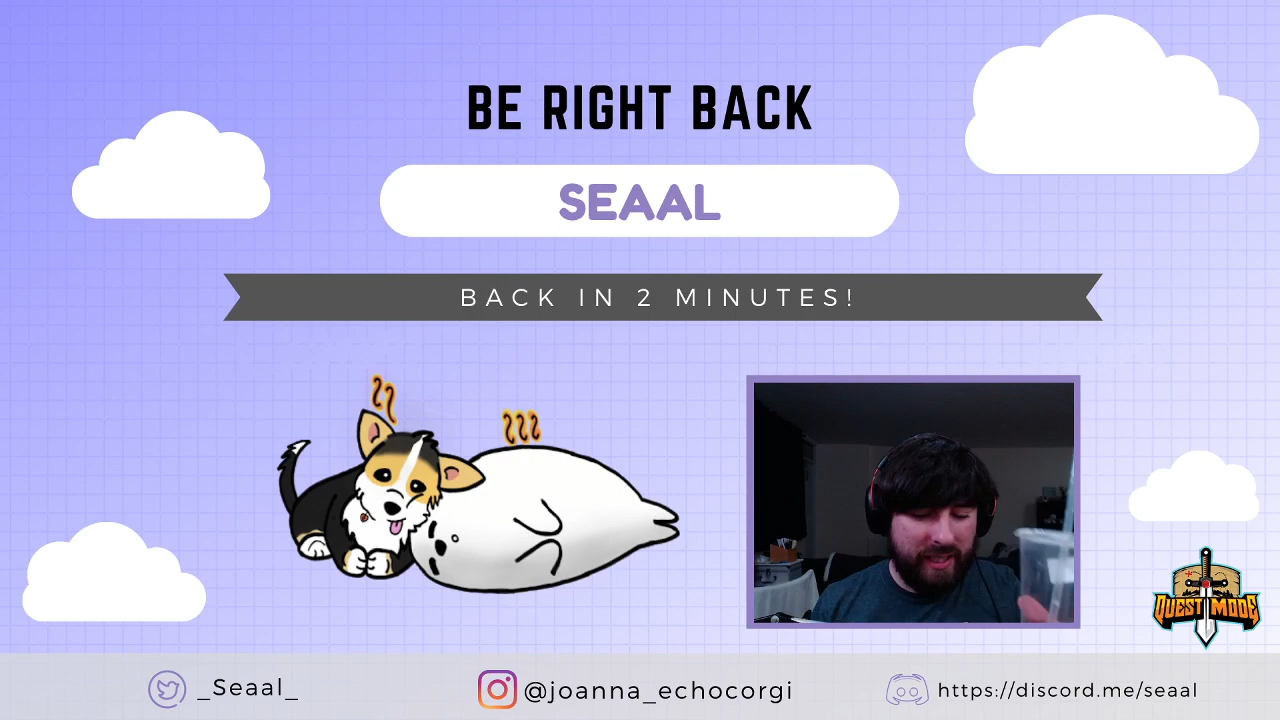 BE RIGHT BACK
SEAAL
BACK IN 2 MINUTES!
QUEST MODE
_Seaal_
@joanna_echocorgi
https://discord.me/seaal